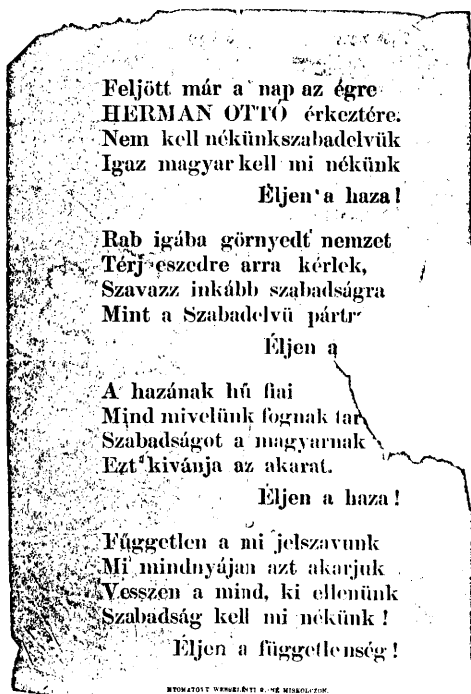 Feljött már a nap az égre
HERMAN OTTÓ érkeztére.
Nem kell nékünkszabadelvük
Igaz magyar kell mi nékünk
Éljen a haza!
Rab igába görnyedt nemzet
Térj eszedre arra kérlek,
Szavazz inkább szabadságra
Mint a Szabadelvü pártr
Éljen a
A hazának hű fiai
Mind mivelünk fognak tar
Szabadságot a magyarnak
Ezt kivánja az akarat.
Éljen a haza!
Független a mi jelszavunk
Mi mindnyájan azt akarjuk
Vesszen a mind, ki ellenünk
Szabadság kell mi nékünk!
Éljen a függetlenség!
MISKOLCZON.